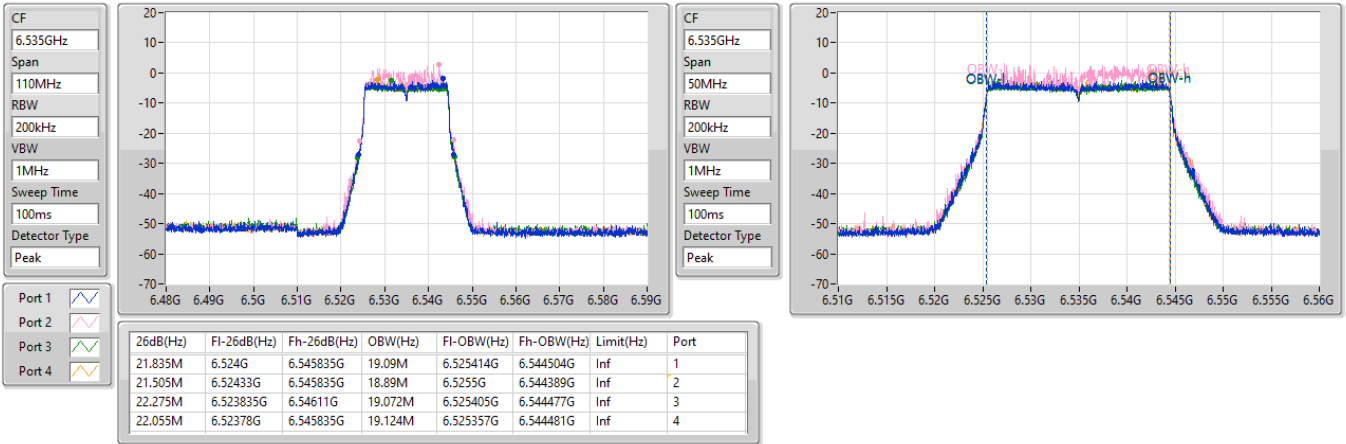 CF
6.535GHz
Span
110MHz
RBW
200kHz
VBW
1MHz
Sweep Time
100ms
Detector Type
Peak
20-
10-
0-
-10-
-20-
-30-
-40-
-50-
-60-
-70-
6.48G 6.49G 6.5G 6.51G 6.52G 6.53G 6.54G 6.55G 6.56G 6.57G 6.58G 6.59G
CF
6.535GHz
Span
50MHz
RBW
200kHz
VBW
1MHz
Sweep Time
100ms
Detector Type
Peak
20-
10-
0-
-10-
-20-
-30-
-40-
-50-
-60-
-70-
OBW-h
OBW-h
6.51G 6.515G 6.52G 6.525G 6.53G 6.535G 6.54G 6.545G 6.55G 6.555G 6.56G
Port 1
Port 2
Port 3
Port 4
26dB(Hz) Fl-26dB(Hz) Fh-26dB(Hz) OBW(Hz) Fl-OBW(Hz) Fh-OBW(Hz) Limit(Hz) Port
21.835M 6.524G 6.545835G 19.09M 6.525414G 6.544504G Inf 1
21.505M 6.52433G 6.545835G 18.89M 6.5255G 6.544389G Inf 2
22.275M 6.523835G 6.54611G 19.072M 6.525405G 6.544477G Inf 3
22.055M 6.52378G 6.545835G 19.124M 6.525357G 6.544481G Inf 4